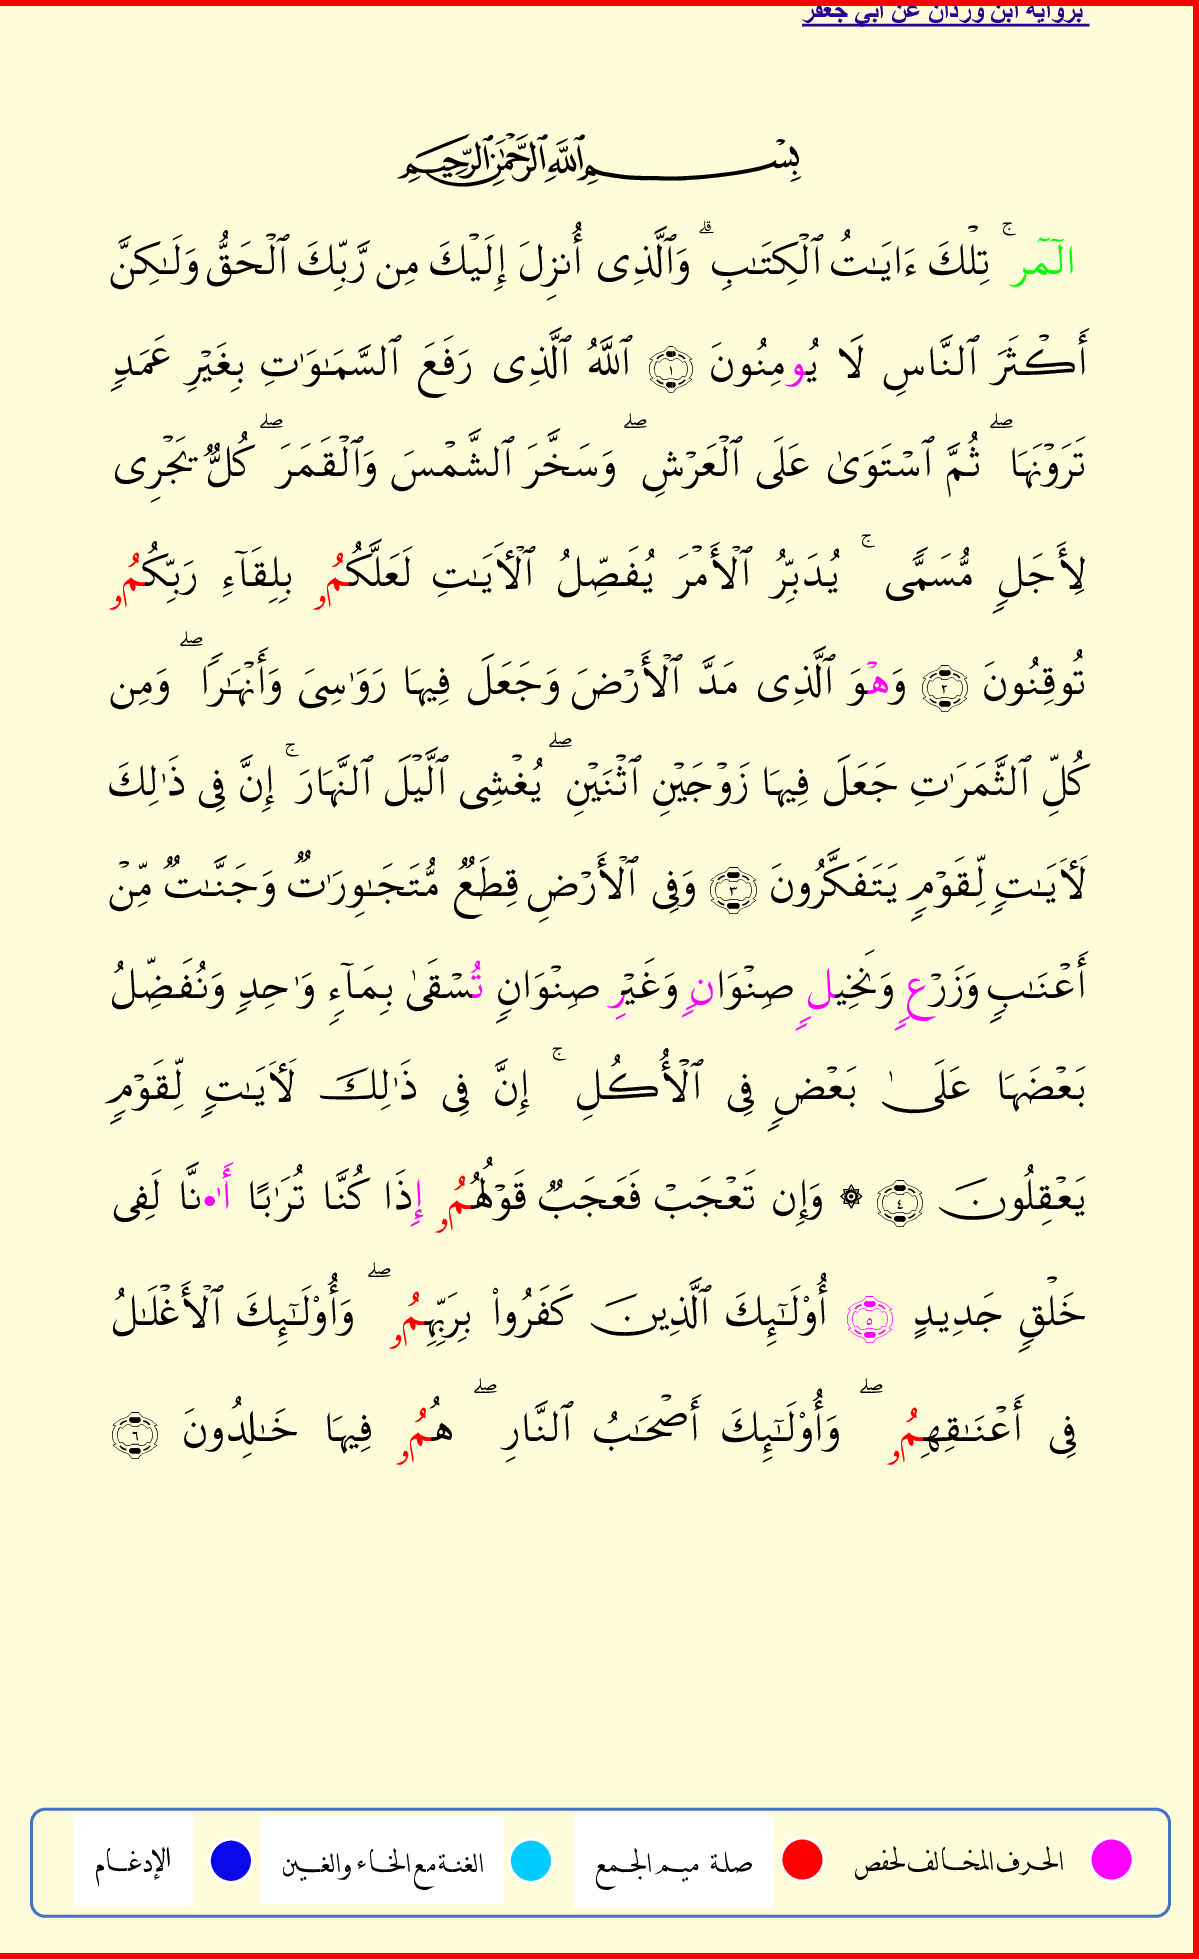 برواية ابن وردان عن أبي جعفر
بِسْمِ ٱللَّهِ ٱلرَّحْمَٰنِ ٱلرَّحِيمِ
الٓمٓر ۚ تِلْكَ ءَايَـٰتُ ٱلْكِتَـٰبِ ۗ وَٱلَّذِى أُنزِلَ إِلَيْكَ مِن رَّبِّكَ ٱلْحَقُّ وَلَـٰكِنَّ
أَكْثَرَ ٱلنَّاسِ لَا يُومِنُونَ ١ ٱللَّهُ ٱلَّذِى رَفَعَ ٱلسَّمَـٰوَٰتِ بِغَيْرِ عَمَدٍ
تَرَوْنَهَا ۖ ثُمَّ ٱسْتَوَىٰ عَلَى ٱلْعَرْشِ ۖ وَسَخَّرَ ٱلشَّمْسَ وَٱلْقَمَرَ ۖ كُلٌّ يَجْرِى
لِأَجَلٍ مُّسَمًّى ۚ يُدَبِّرُ ٱلْأَمْرَ يُفَصِّلُ ٱلْأَيَـٰتِ لَعَلَّكُمُۥ بِلِقَآءِ رَبِّكُمُۥ
تُوقِنُونَ ٢ وَهْوَ ٱلَّذِى مَدَّ ٱلْأَرْضَ وَجَعَلَ فِيهَا رَوَٰسِىَ وَأَنْهَـٰرًا ۖ وَمِن
كُلِّ ٱلثَّمَرَٰتِ جَعَلَ فِيهَا زَوْجَيْنِ ٱثْنَيْنِ ۖ يُغْشِى ٱلَّيْلَ ٱلنَّهَارَ ۚ إِنَّ فِى ذَٰلِكَ
لَأَيَـٰتٍ لِّقَوْمٍ يَتَفَكَّرُونَ ٣ وَفِى ٱلْأَرْضِ قِطَعٌ مُّتَجَـٰوِرَٰتٌ وَجَنَّـٰتٌ مِّنْ
أَعْنَـٰبٍ وَزَرْعٍ وَنَخِيلٍ صِنْوَانٍ وَغَيْرِ صِنْوَانٍ تُسْقَىٰ بِمَآءٍ وَٰحِدٍ وَنُفَضِّلُ
بَعْضَهَا عَلَىٰ بَعْضٍ فِى ٱلْأُكُلِ ۚ إِنَّ فِى ذَٰلِكَ لَأَيَـٰتٍ لِّقَوْمٍ
يَعْقِلُونَ ٤ ۞ وَإِن تَعْجَبْ فَعَجَبٌ قَوْلُهُمُۥ إِذَا كُنَّا تُرَٰبًا أَٰ۟نَّا لَفِى
خَلْقٍ جَدِيدٍ ٥ أُو۟لَـٰٓئِكَ ٱلَّذِينَ كَفَرُوا۟ بِرَبِّهِمُۥ ۖ وَأُو۟لَـٰٓئِكَ ٱلْأَغْلَـٰلُ
فِى أَعْنَـٰقِهِمُۥ ۖ وَأُو۟لَـٰٓئِكَ أَصْحَـٰبُ ٱلنَّارِ ۖ هُمُۥ فِيهَا خَـٰلِدُونَ ٦
الحرف المخالف لحفص صلة ميم الجمع الغنة مع الخاء والغين الإدغام